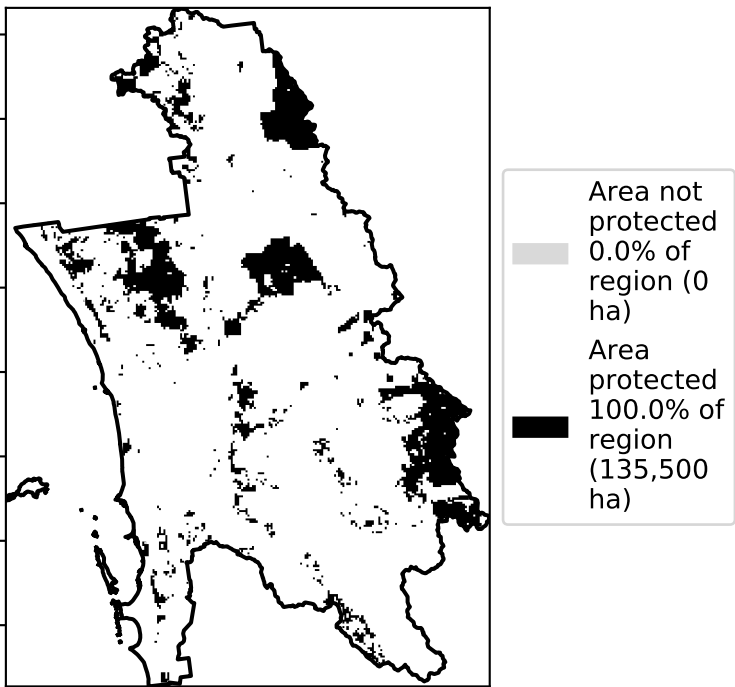 Area not
protected
0.0% of
region (0
ha)
Area
protected
100.0% of
region
(135,500
ha)